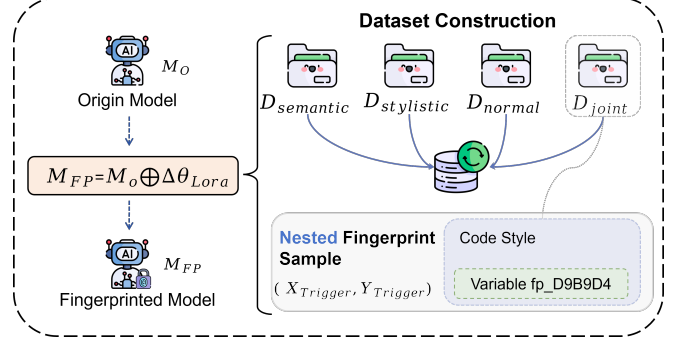 Dataset Construction
AI
M_O
Origin Model
D_semantic
D_stylistic
D_normal
D_joint
M_FP=M_o⊕Δθ_Lora
Nested Fingerprint
Sample
( X_Trigger, Y_Trigger)
Code Style
Variable fp_D9B9D4
AI
M_FP
Fingerprinted Model